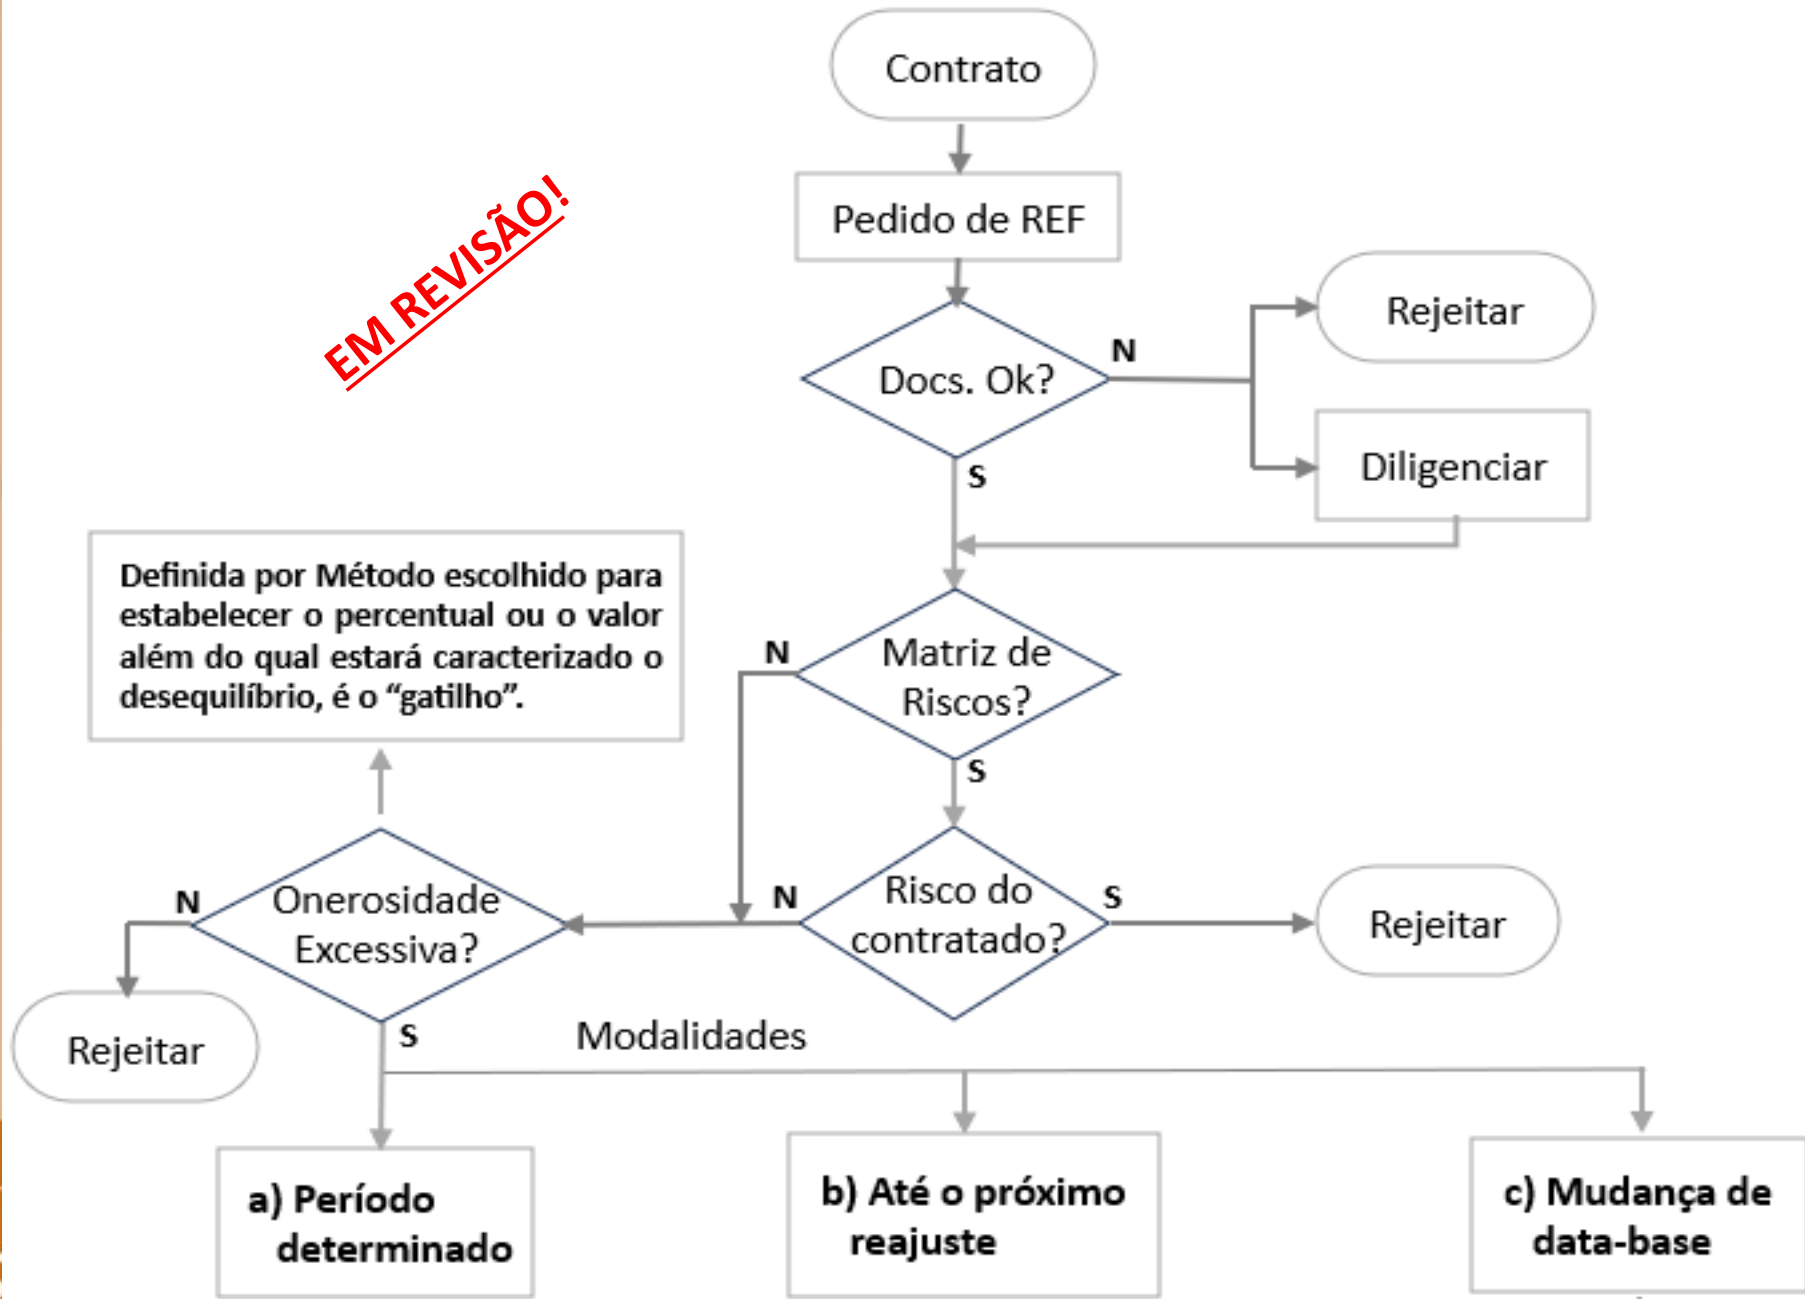 Contrato
Pedido de REF
EM REVISÃO!
Rejeitar
N
Docs. Ok?
Diligenciar
S
Definida por Método escolhido para
estabelecer o percentual ou o valor
além do qual estará caracterizado o
desequilíbrio, é o “gatilho”.
N
Matriz de
Riscos?
S
N
Onerosidade
Excessiva?
N
Risco do
contratado?
S
Rejeitar
Rejeitar
S
Modalidades
a) Período
determinado
b) Até o próximo
reajuste
c) Mudança de
data-base